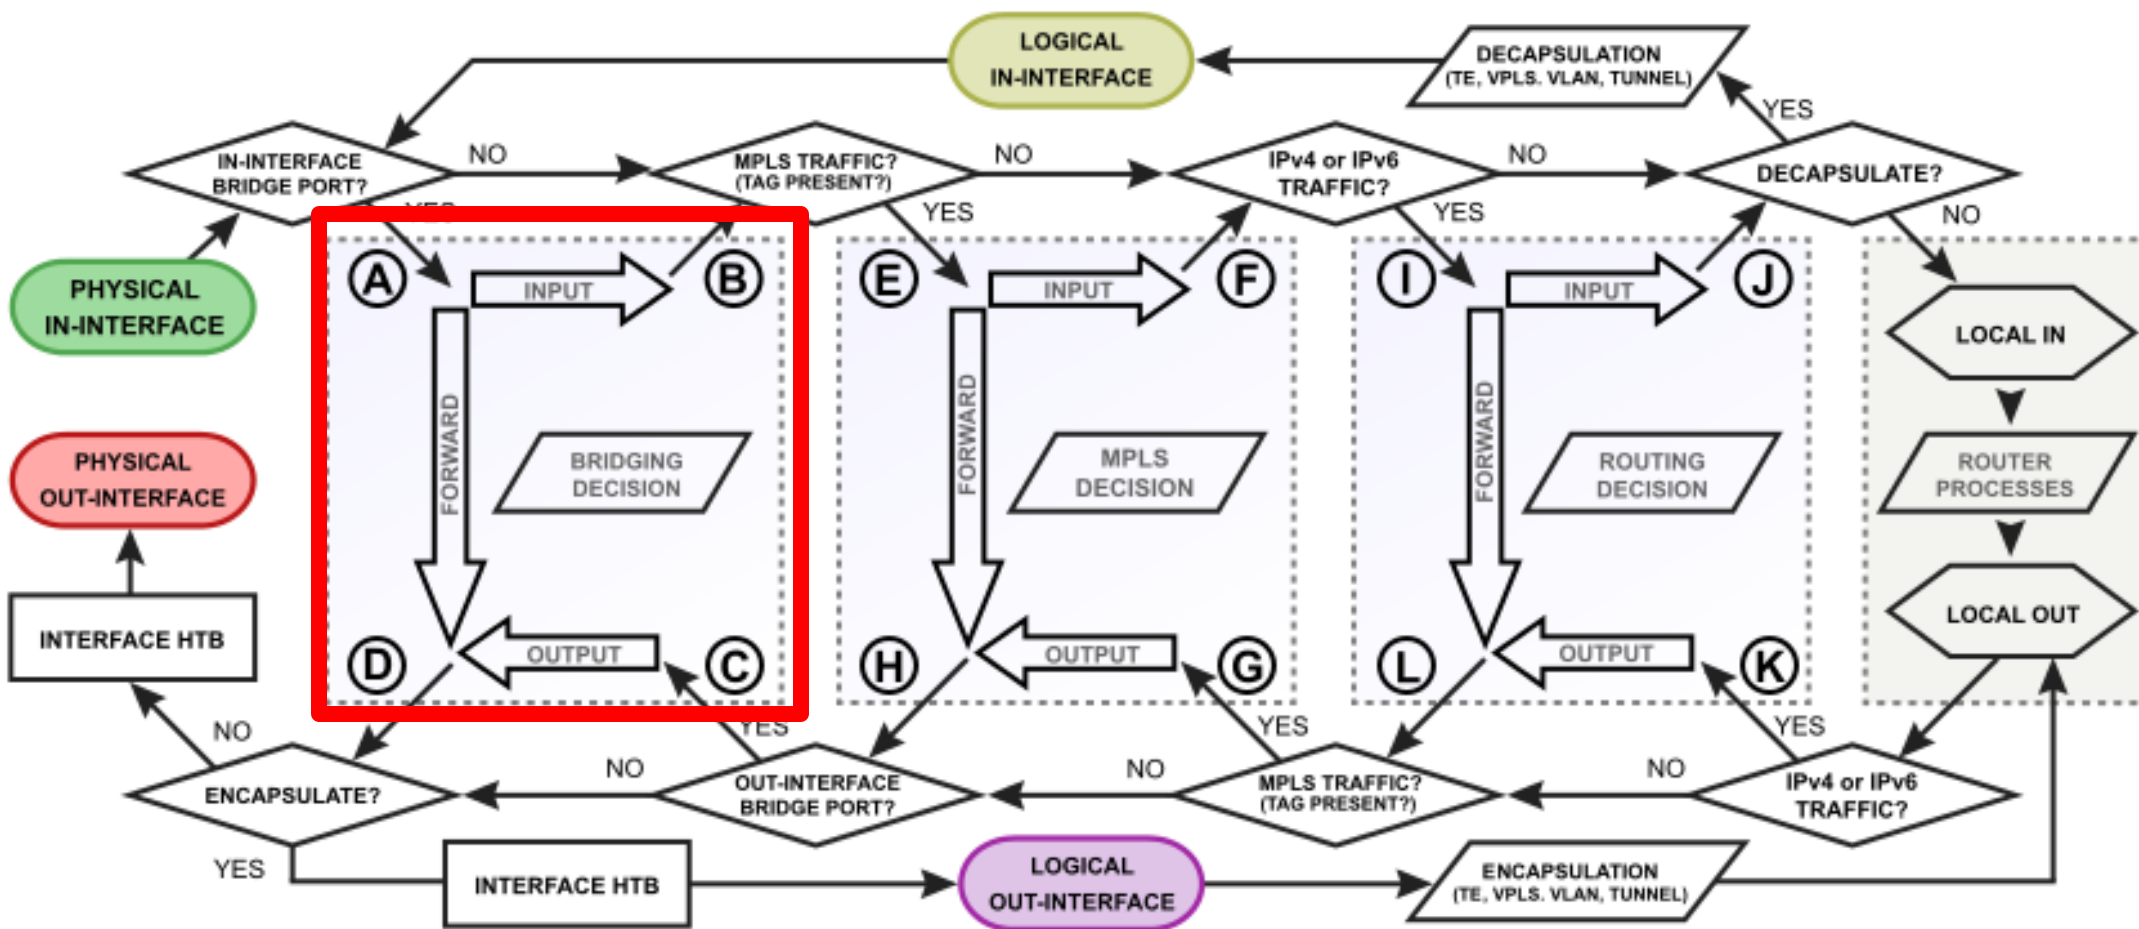 LOGICAL
IN-INTERFACE
DECAPSULATION
(TE, VPLS. VLAN, TUNNEL)
YES
IN-INTERFACE
BRIDGE PORT?
NO
MPLS TRAFFIC?
(TAG PRESENT?)
NO
IPv4 or IPv6
TRAFFIC?
NO
DECAPSULATE?
YES
YES
YES
NO
PHYSICAL
IN-INTERFACE
A
INPUT
B
E
INPUT
F
I
INPUT
J
LOCAL IN
FORWARD
FORWARD
FORWARD
PHYSICAL
OUT-INTERFACE
BRIDGING
DECISION
MPLS
DECISION
ROUTING
DECISION
ROUTER
PROCESSES
INTERFACE HTB
D
OUTPUT
C
H
OUTPUT
G
L
OUTPUT
K
LOCAL OUT
NO
YES
YES
YES
ENCAPSULATE?
NO
OUT-INTERFACE
BRIDGE PORT?
NO
MPLS TRAFFIC?
(TAG PRESENT?)
NO
IPv4 or IPv6
TRAFFIC?
YES
INTERFACE HTB
LOGICAL
OUT-INTERFACE
ENCAPSULATION
(TE, VPLS. VLAN, TUNNEL)